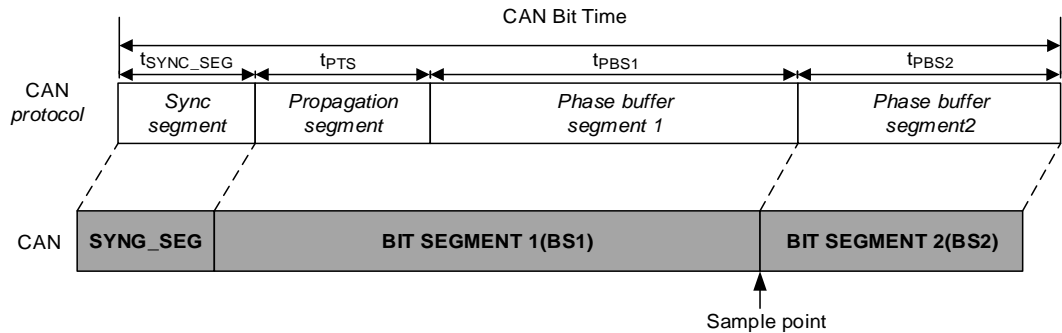 CAN Bit Time
tSYNC_SEG tPTS tPBS1 tPBS2
CAN
protocol
Sync
segment
Propagation
segment
Phase buffer
segment 1
Phase buffer
segment2
CAN
SYNG_SEG
BIT SEGMENT 1(BS1)
BIT SEGMENT 2(BS2)
Sample point